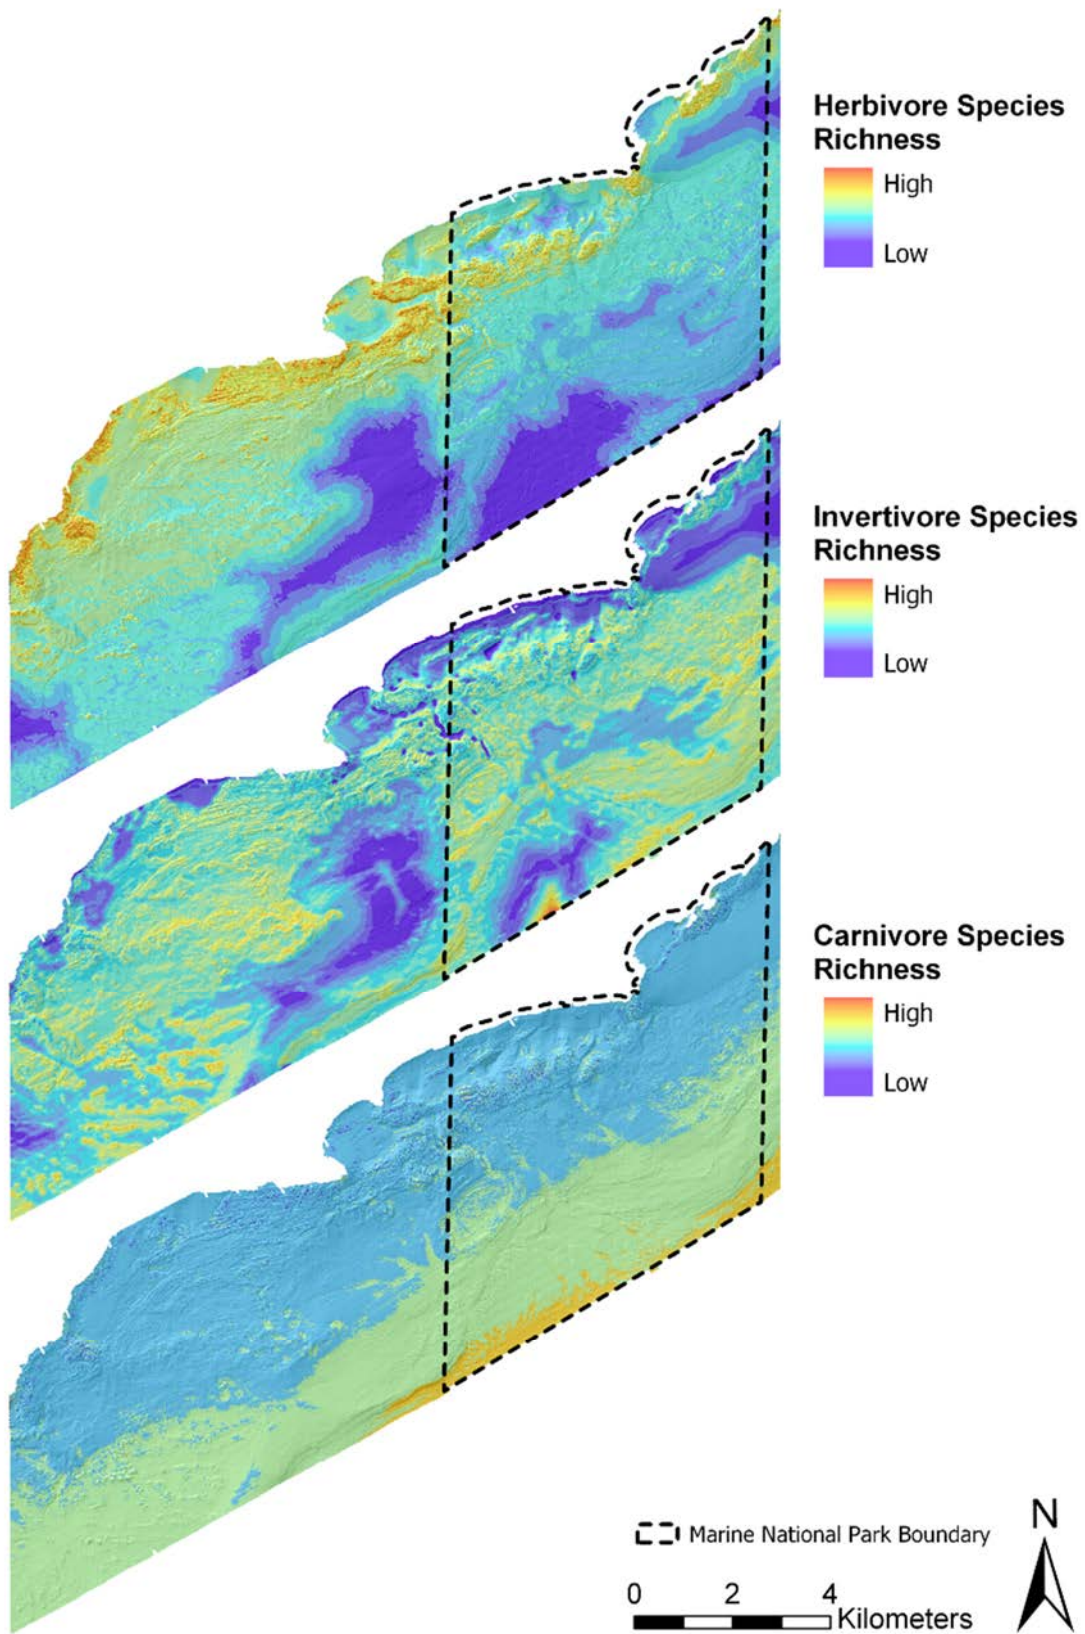 Herbivore Species
Richness
High
Low
Invertivore Species
Richness
High
Low
Carnivore Species
Richness
High
Low
N
Marine National Park Boundary
0 2 4
Kilometers